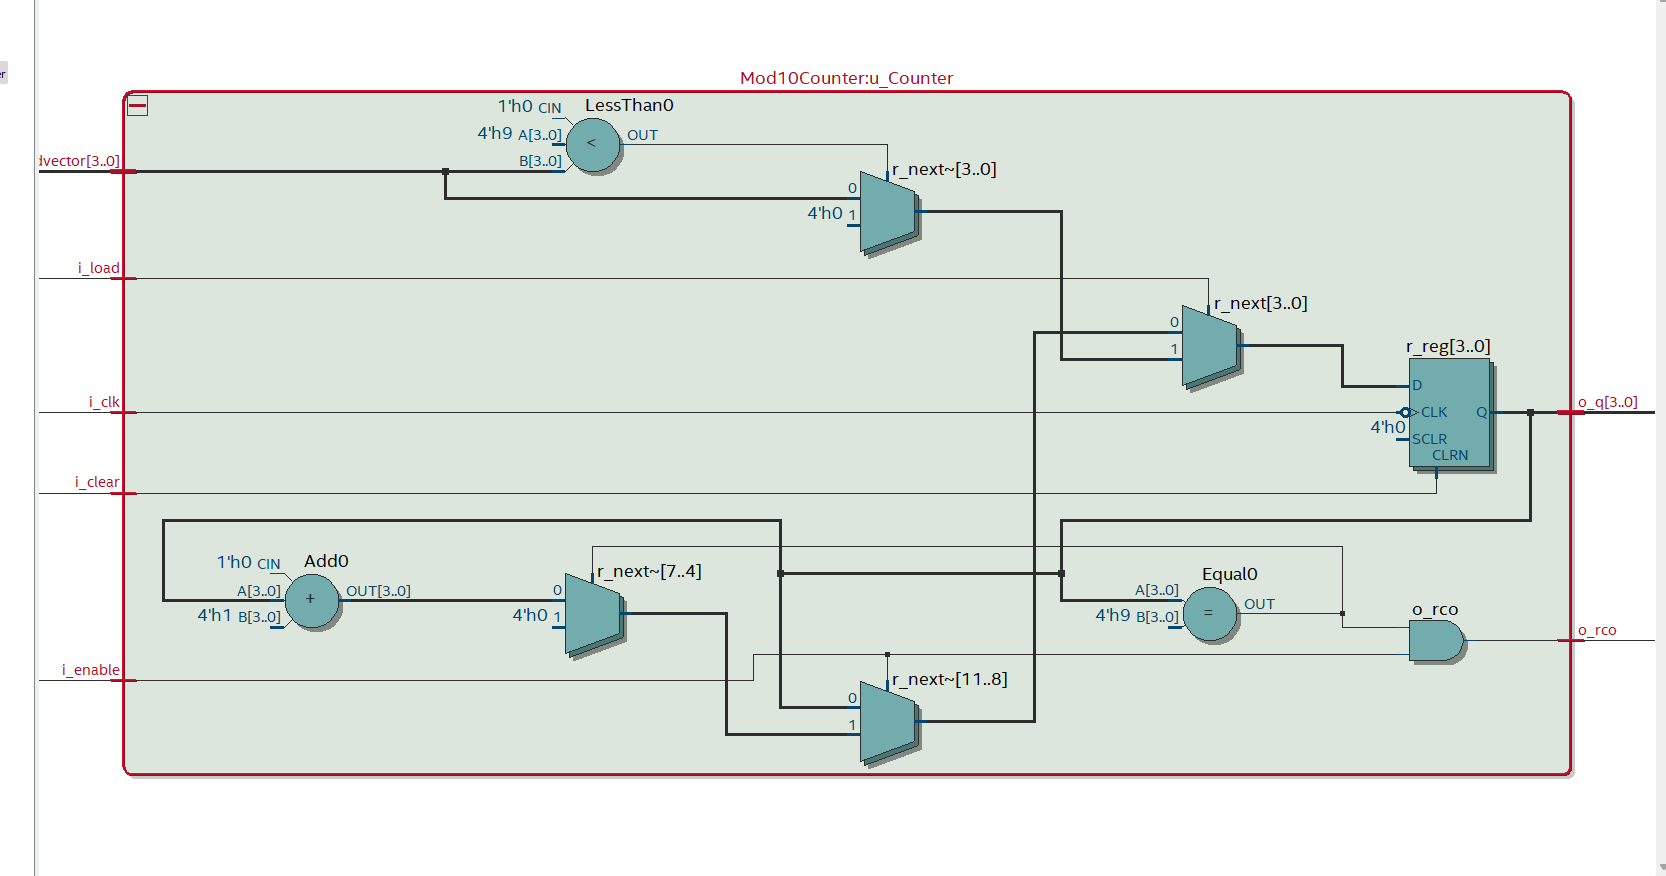 er
Mod10Counter:u_Counter
1'h0 CIN
LessThan0
4'h9 A[3..0]
<
OUT
B[3..0]
dvector[3..0]
r_next~[3..0]
0
4'h0 1
i_load
r_next[3..0]
0
1
r_reg[3..0]
D
i_clk
CLK
Q
o_q[3..0]
4'h0
SCLR
CLRN
i_clear
1'h0 CIN
Add0
A[3..0]
+
OUT[3..0]
4'h1 B[3..0]
r_next~[7..4]
0
4'h0 1
Equal0
A[3..0]
=
OUT
4'h9 B[3..0]
o_rco
o_rco
i_enable
r_next~[11..8]
0
1